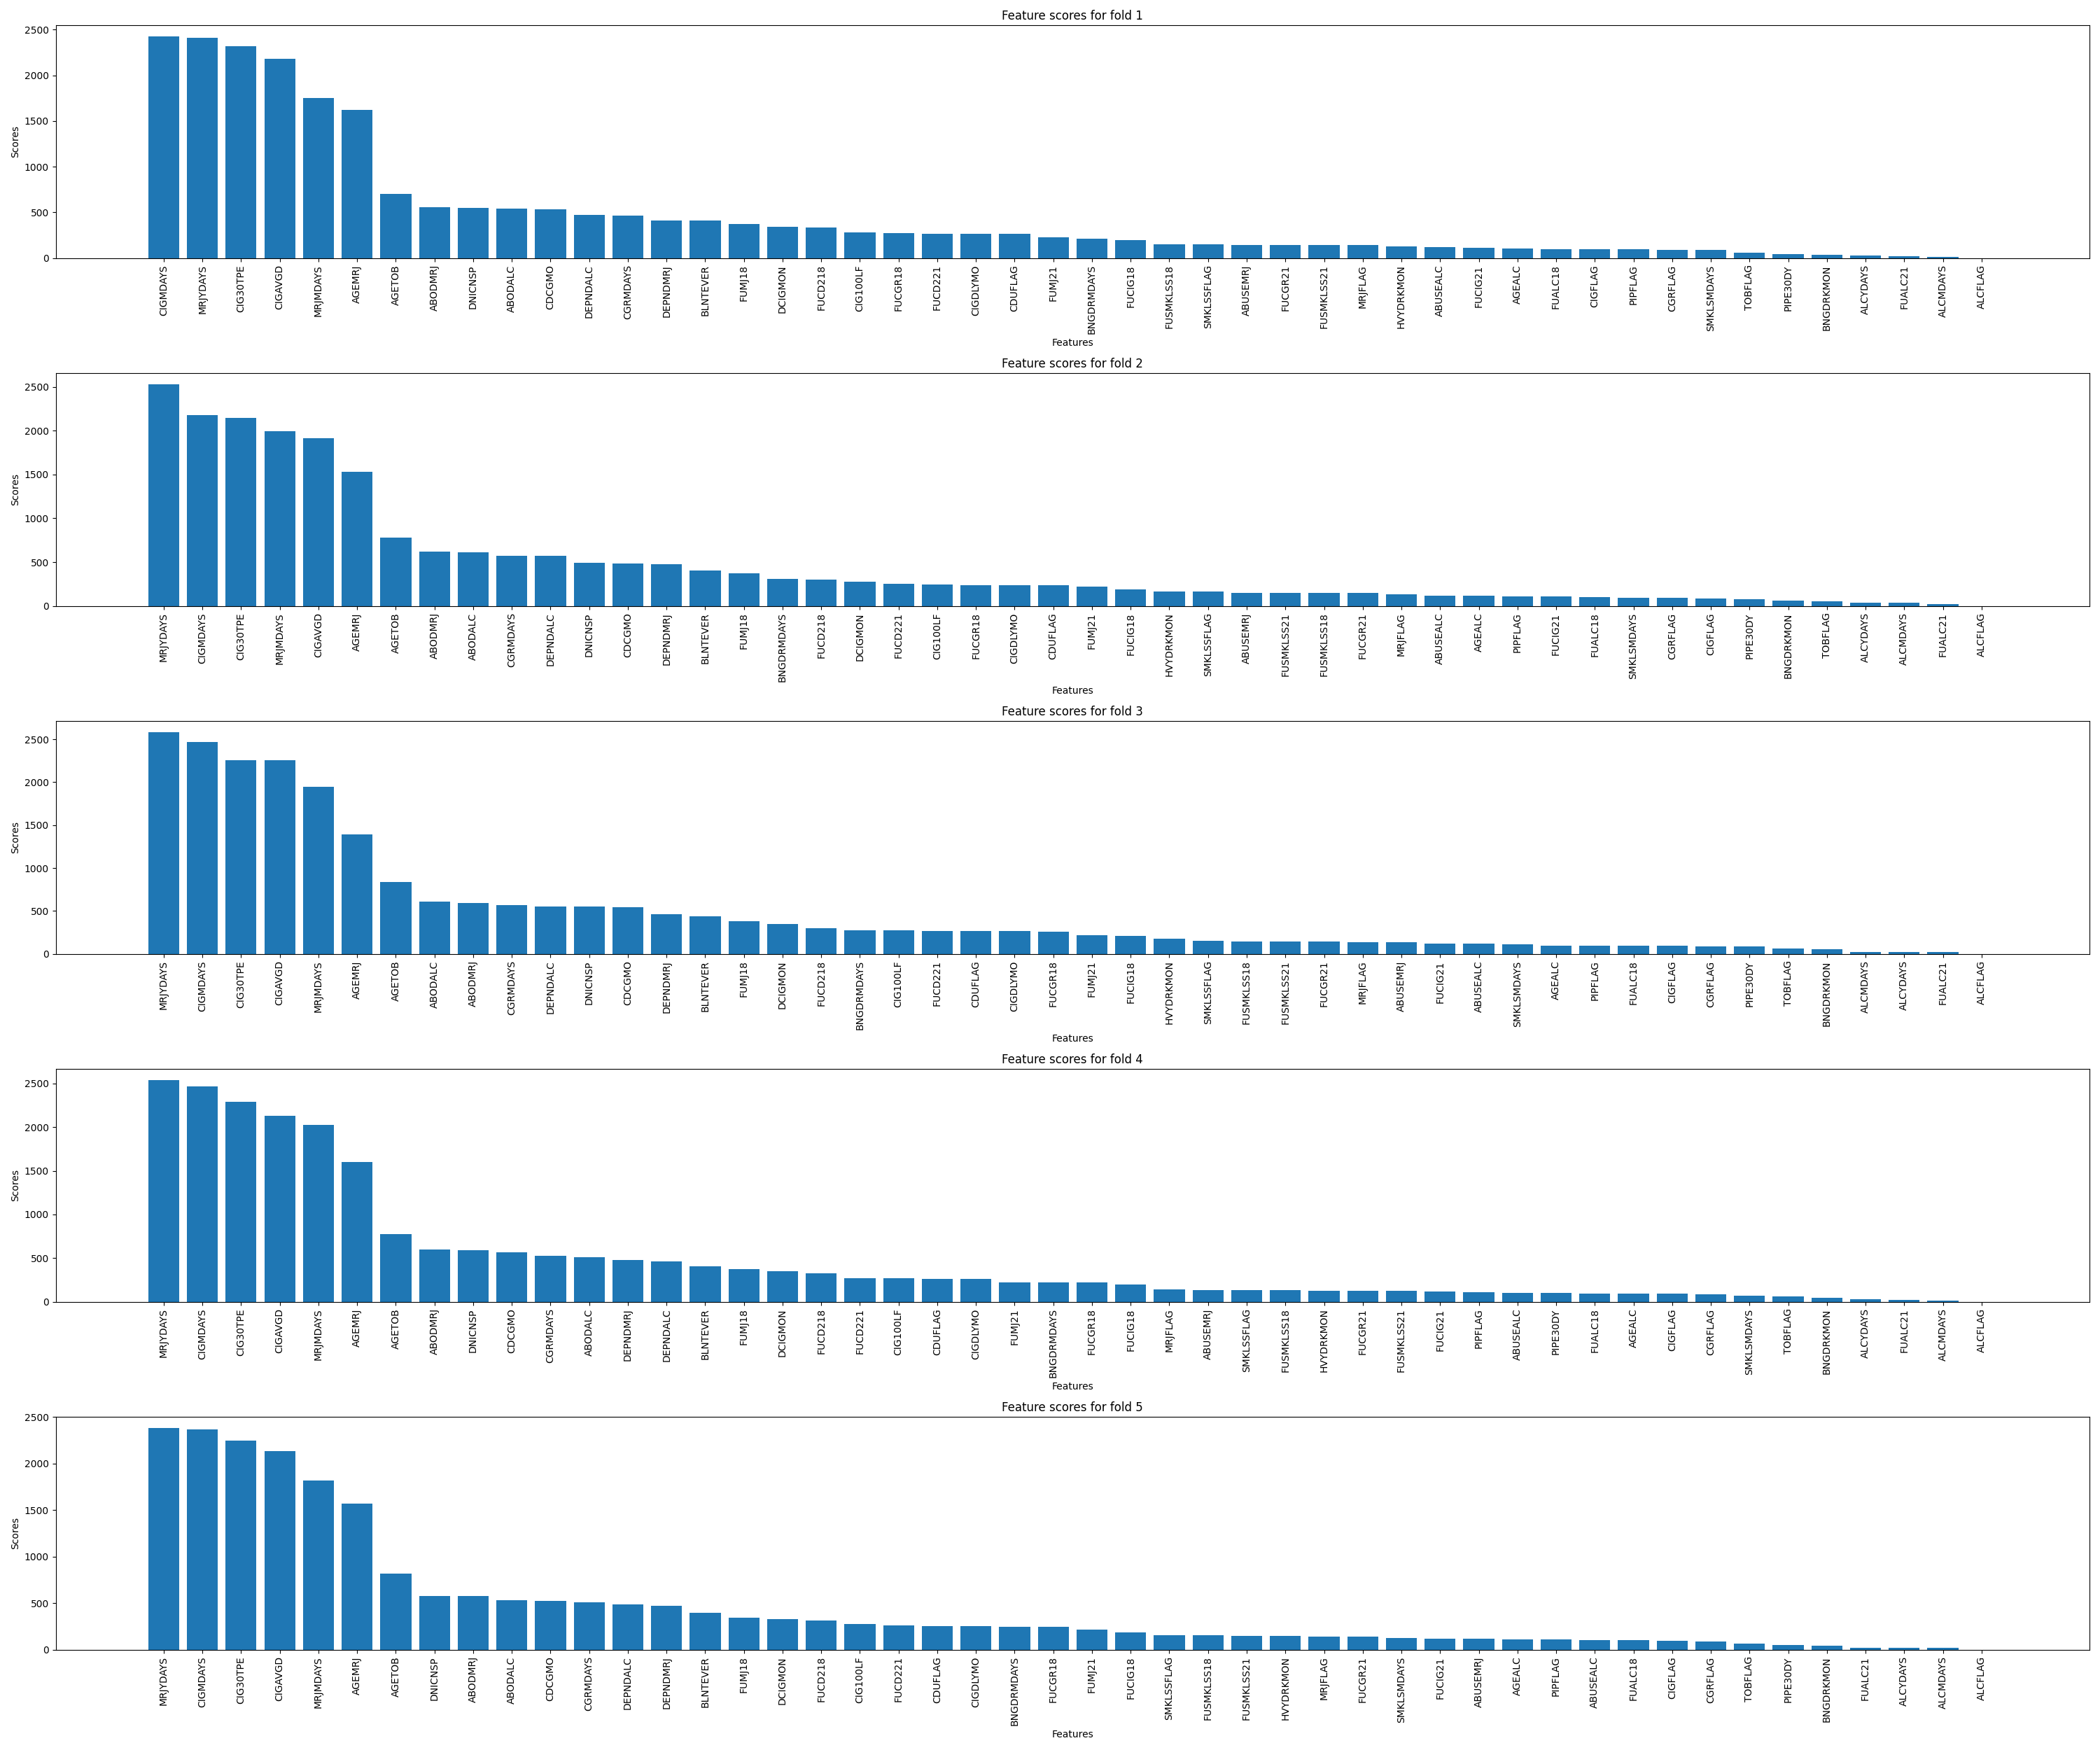 Feature scores for fold 1
Scores
2500
2000
1500
1000
500
0
CIGMDAYS MRJYDAYS CIG30TPE CIGAVGD MRJMDAYS AGEMRJ AGETOB ABODMRJ DNICNSP ABODALC CDCGMO DEPNDALC CGRMDAYS DEPNDMRJ BLNTEVER FUMJ18 DCIGMON FUCD218 CIG100LF FUCGR18 FUCD221 CIGDLYMO CDUFLAG FUMJ21 BNGDRMDAYS FUCIG18 FUSMKLSS18 SMKLSSFLAG ABUSEMRJ FUCGR21 FUSMKLSS21 MRJFLAG HVYDRKMON ABUSEALC FUCIG21 AGEALC FUALC18 CIGFLAG PIPFLAG CGRFLAG SMKLSMDAYS TOBFLAG PIPE30DY BNGDRKMON ALCYDAYS FUALC21 ALCMDAYS ALCFLAG
Features
Feature scores for fold 2
Scores
2500
2000
1500
1000
500
0
MRJYDAYS CIGMDAYS CIG30TPE MRJMDAYS CIGAVGD AGEMRJ AGETOB ABODMRJ ABODALC CGRMDAYS DEPNDALC DNICNSP CDCGMO DEPNDMRJ BLNTEVER FUMJ18 BNGDRMDAYS FUCD218 DCIGMON FUCD221 CIG100LF FUCGR18 CIGDLYMO CDUFLAG FUMJ21 FUCIG18 HVYDRKMON SMKLSSFLAG ABUSEMRJ FUSMKLSS21 FUSMKLSS18 FUCGR21 MRJFLAG ABUSEALC AGEALC PIPFLAG FUCIG21 FUALC18 SMKLSMDAYS CGRFLAG CIGFLAG PIPE30DY BNGDRKMON TOBFLAG ALCYDAYS ALCMDAYS FUALC21 ALCFLAG
Features
Feature scores for fold 3
Scores
2500
2000
1500
1000
500
0
MRJYDAYS CIGMDAYS CIG30TPE CIGAVGD MRJMDAYS AGEMRJ AGETOB ABODALC ABODMRJ CGRMDAYS DEPNDALC DNICNSP CDCGMO DEPNDMRJ BLNTEVER FUMJ18 DCIGMON FUCD218 BNGDRMDAYS CIG100LF FUCD221 CDUFLAG CIGDLYMO FUCGR18 FUMJ21 FUCIG18 HVYDRKMON SMKLSSFLAG FUSMKLSS18 FUSMKLSS21 FUCGR21 MRJFLAG ABUSEMRJ FUCIG21 ABUSEALC SMKLSMDAYS AGEALC PIPFLAG FUALC18 CIGFLAG CGRFLAG PIPE30DY TOBFLAG BNGDRKMON ALCMDAYS ALCYDAYS FUALC21 ALCFLAG
Features
Feature scores for fold 4
Scores
2500
2000
1500
1000
500
0
MRJYDAYS CIGMDAYS CIG30TPE CIGAVGD MRJMDAYS AGEMRJ AGETOB ABODMRJ DNICNSP CDCGMO CGRMDAYS ABODALC DEPNDMRJ DEPNDALC BLNTEVER FUMJ18 DCIGMON FUCD218 FUCD221 CIG100LF CDUFLAG CIGDLYMO FUMJ21 BNGDRMDAYS FUCGR18 FUCIG18 MRJFLAG ABUSEMRJ SMKLSSFLAG FUSMKLSS18 HVYDRKMON FUCGR21 FUSMKLSS21 FUCIG21 PIPFLAG ABUSEALC PIPE30DY FUALC18 AGEALC CIGFLAG CGRFLAG SMKLSMDAYS TOBFLAG BNGDRKMON ALCYDAYS FUALC21 ALCMDAYS ALCFLAG
Features
Feature scores for fold 5
Scores
2500
2000
1500
1000
500
0
MRJYDAYS CIGMDAYS CIG30TPE CIGAVGD MRJMDAYS AGEMRJ AGETOB DNICNSP ABODMRJ ABODALC CDCGMO CGRMDAYS DEPNDALC DEPNDMRJ BLNTEVER FUMJ18 DCIGMON FUCD218 CIG100LF FUCD221 CDUFLAG CIGDLYMO BNGDRMDAYS FUCGR18 FUMJ21 FUCIG18 SMKLSSFLAG FUSMKLSS18 FUSMKLSS21 HVYDRKMON MRJFLAG FUCGR21 SMKLSMDAYS FUCIG21 ABUSEMRJ AGEALC PIPFLAG ABUSEALC FUALC18 CIGFLAG CGRFLAG TOBFLAG PIPE30DY BNGDRKMON FUALC21 ALCYDAYS ALCMDAYS ALCFLAG
Features